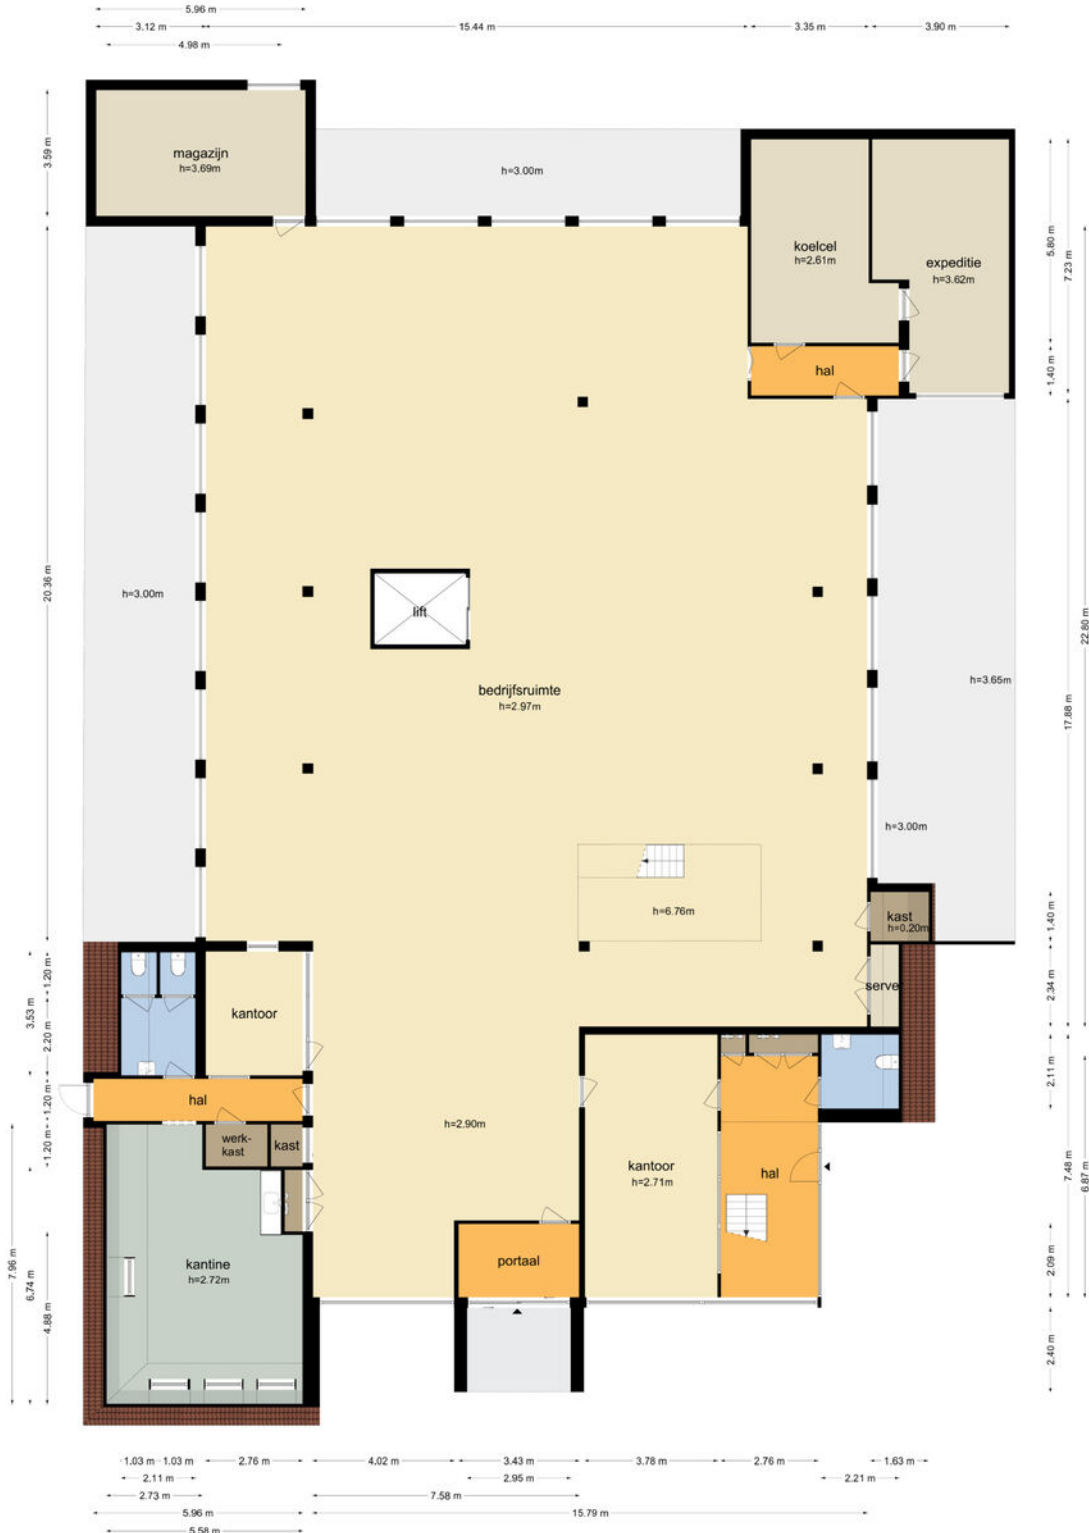 5.96 m
3.12 m
15.44 m
3.35 m
3.90 m
4.98 m
magazijn
h=3.69m
3.59 m
h=3.00m
koelcel
h=2.61m
expeditie
h=3.62m
5.80 m
7.23 m
hal
1.40 m
20.36 m
h=3.00m
lift
bedrijfsruimte
h=2.97m
h=3.65m
22.80 m
17.88 m
h=3.00m
h=6.76m
kast
h=0.20m
1.40 m
server
2.34 m
1.20 m
3.53 m
2.20 m
kantoor
2.11 m
hal
1.20 m
h=2.90m
werk-
kast
kast
1.20 m
kantoor
h=2.71m
hal
7.48 m
6.87 m
kantine
h=2.72m
portaal
2.09 m
7.96 m
6.74 m
4.88 m
2.40 m
1.03 m
1.03 m
2.76 m
4.02 m
3.43 m
3.78 m
2.76 m
1.63 m
2.11 m
2.95 m
2.21 m
2.73 m
7.58 m
5.96 m
15.79 m
5.58 m